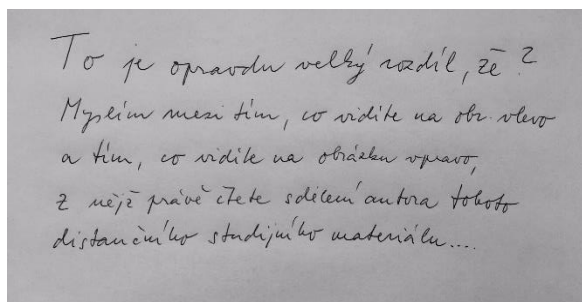 To je opravdu velký rozdíl, že?
Myslím mezi tím, co vidíte na obr. vlevo
a tím, co vidíte na obrázku vpravo,
z nějž právě čtete sdělení autora tohoto
distančního studijního materiálu....